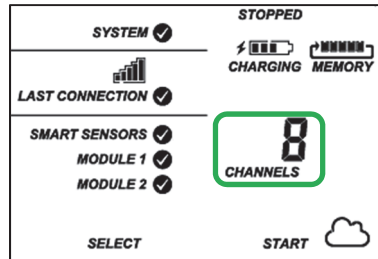 STOPPED
SYSTEM
CHARGING MEMORY
LAST CONNECTION
SMART SENSORS
MODULE 1
MODULE 2
8
CHANNELS
SELECT
START